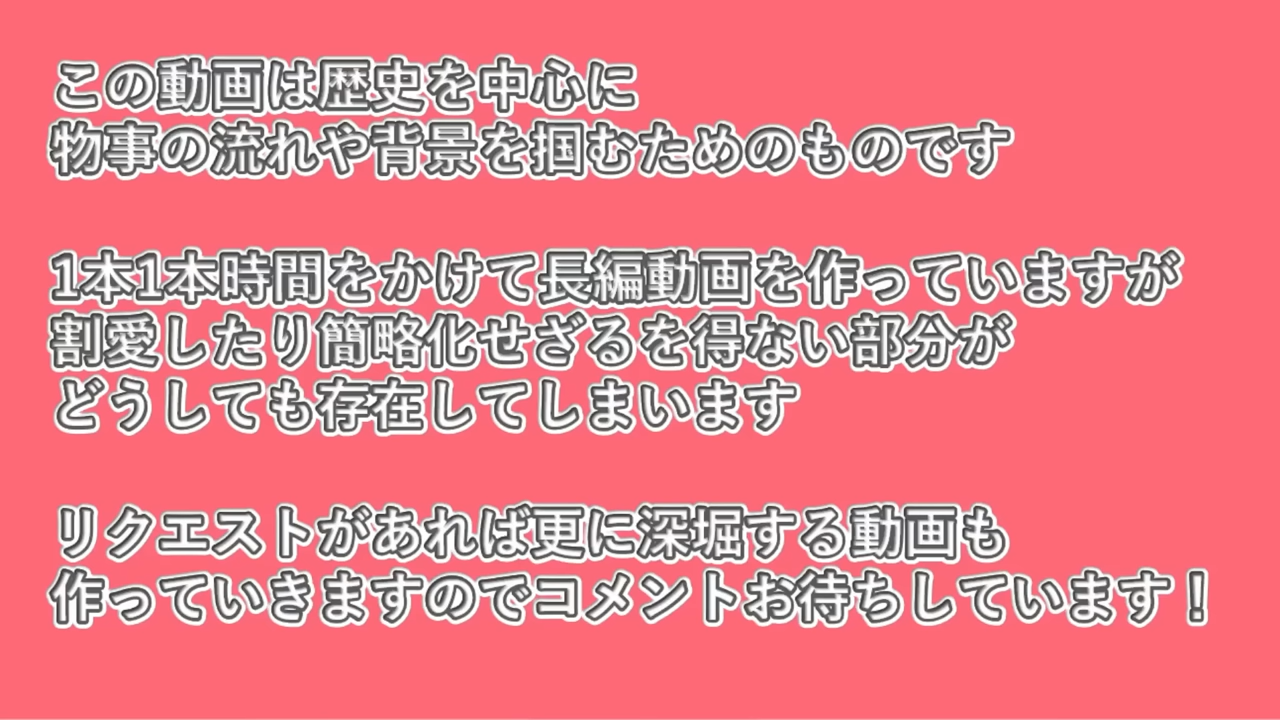 この動画は歴史を中心に
物事の流れや背景を掴むためのものです
1本1本時間をかけて長編動画を作っていますが
割愛したり簡略化せざるを得ない部分が
どうしても存在してしまいます
リクエストがあれば更に深堀する動画も
作っていきますのでコメントお待ちしています！